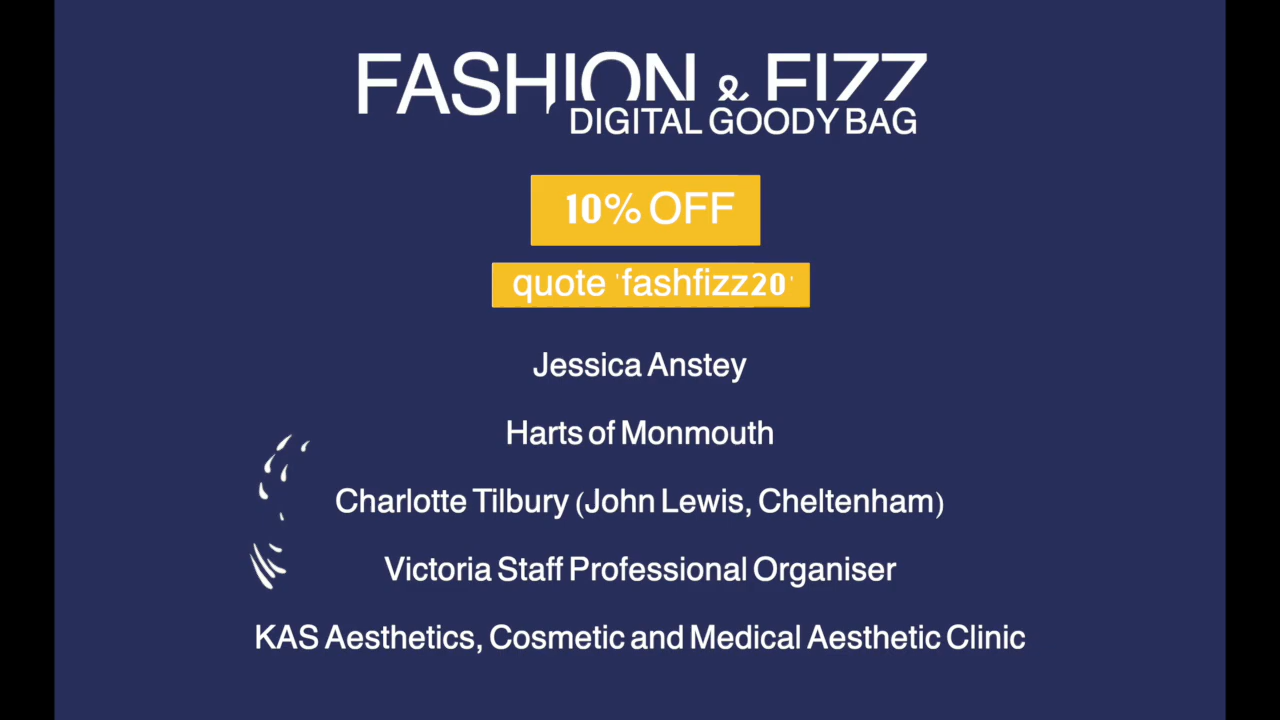 FASHION & FIZZ
DIGITAL GOODY BAG
10% OFF
quote 'fashfizz20'
Jessica Anstey
Harts of Monmouth
Charlotte Tilbury (John Lewis, Cheltenham)
Victoria Staff Professional Organiser
KAS Aesthetics, Cosmetic and Medical Aesthetic Clinic